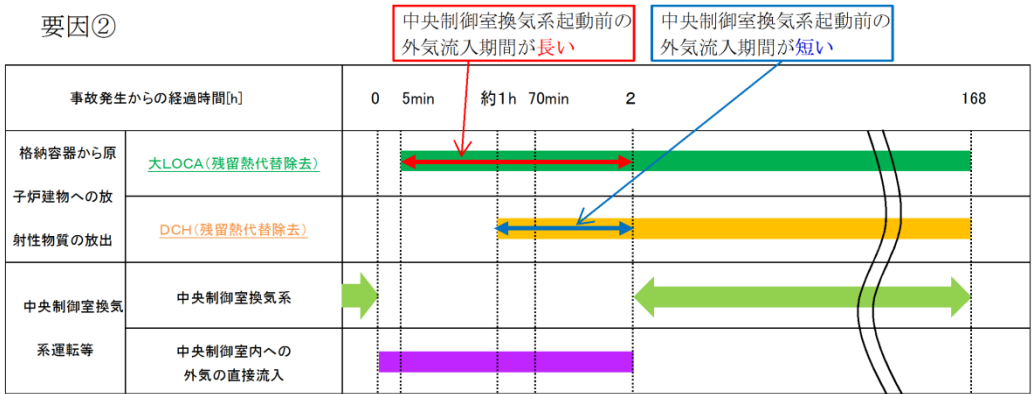 要因②
中央制御室換気系起動前の
外気流入期間が長い
中央制御室換気系起動前の
外気流入期間が短い
事故発生からの経過時間[h]
0 5min 約1h 70min 2 168
格納容器から原
子炉建物への放
射性物質の放出
大LOCA(残留熱代替除去)
DCH(残留熱代替除去)
中央制御室換気
系運転等
中央制御室換気系
中央制御室内への
外気の直接流入